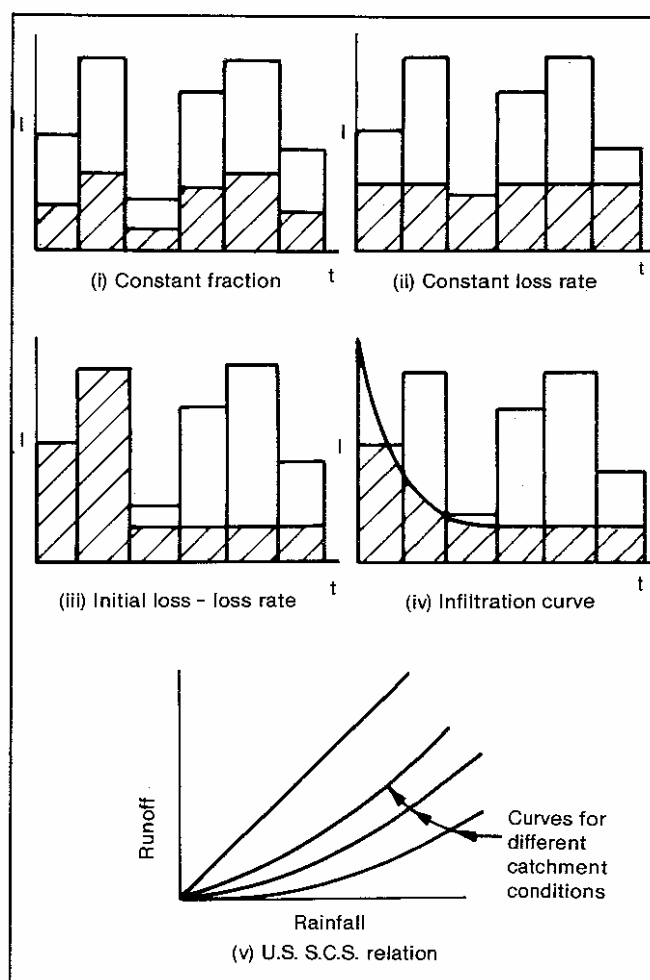 I
t
(i) Constant fraction
I
t
(ii) Constant loss rate
I
t
(iii) Initial loss - loss rate
I
t
(iv) Infiltration curve
Runoff
Curves for
different
catchment
conditions
Rainfall
(v) U.S. S.C.S. relation